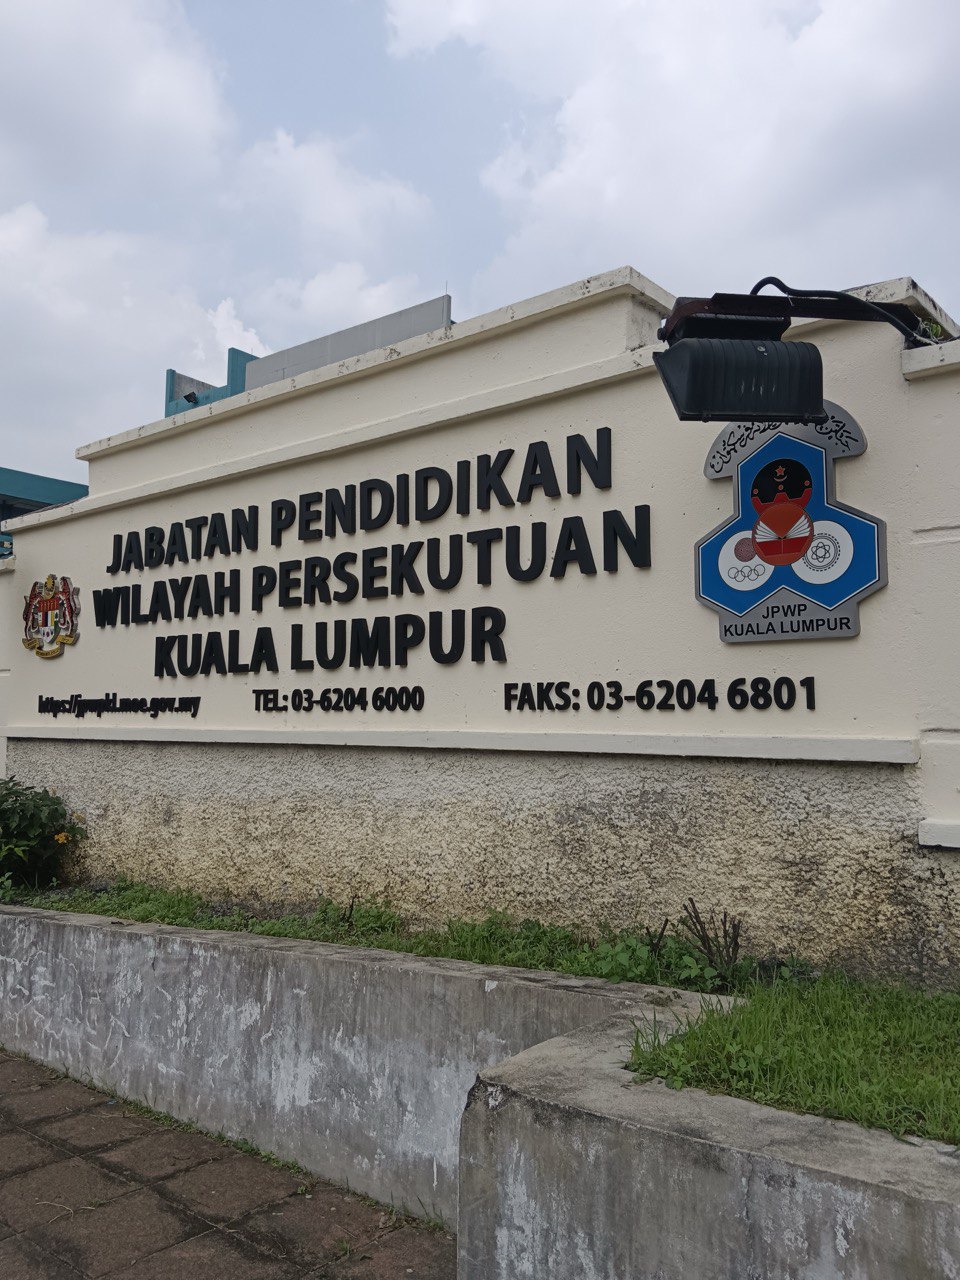 JABATAN PENDIDIKAN
WILAYAH PERSEKUTUAN
KUALA LUMPUR
https://jpwpkl.moe.gov.my TEL: 03-6204 6000 FAKS: 03-6204 6801
JPWP
KUALA LUMPUR